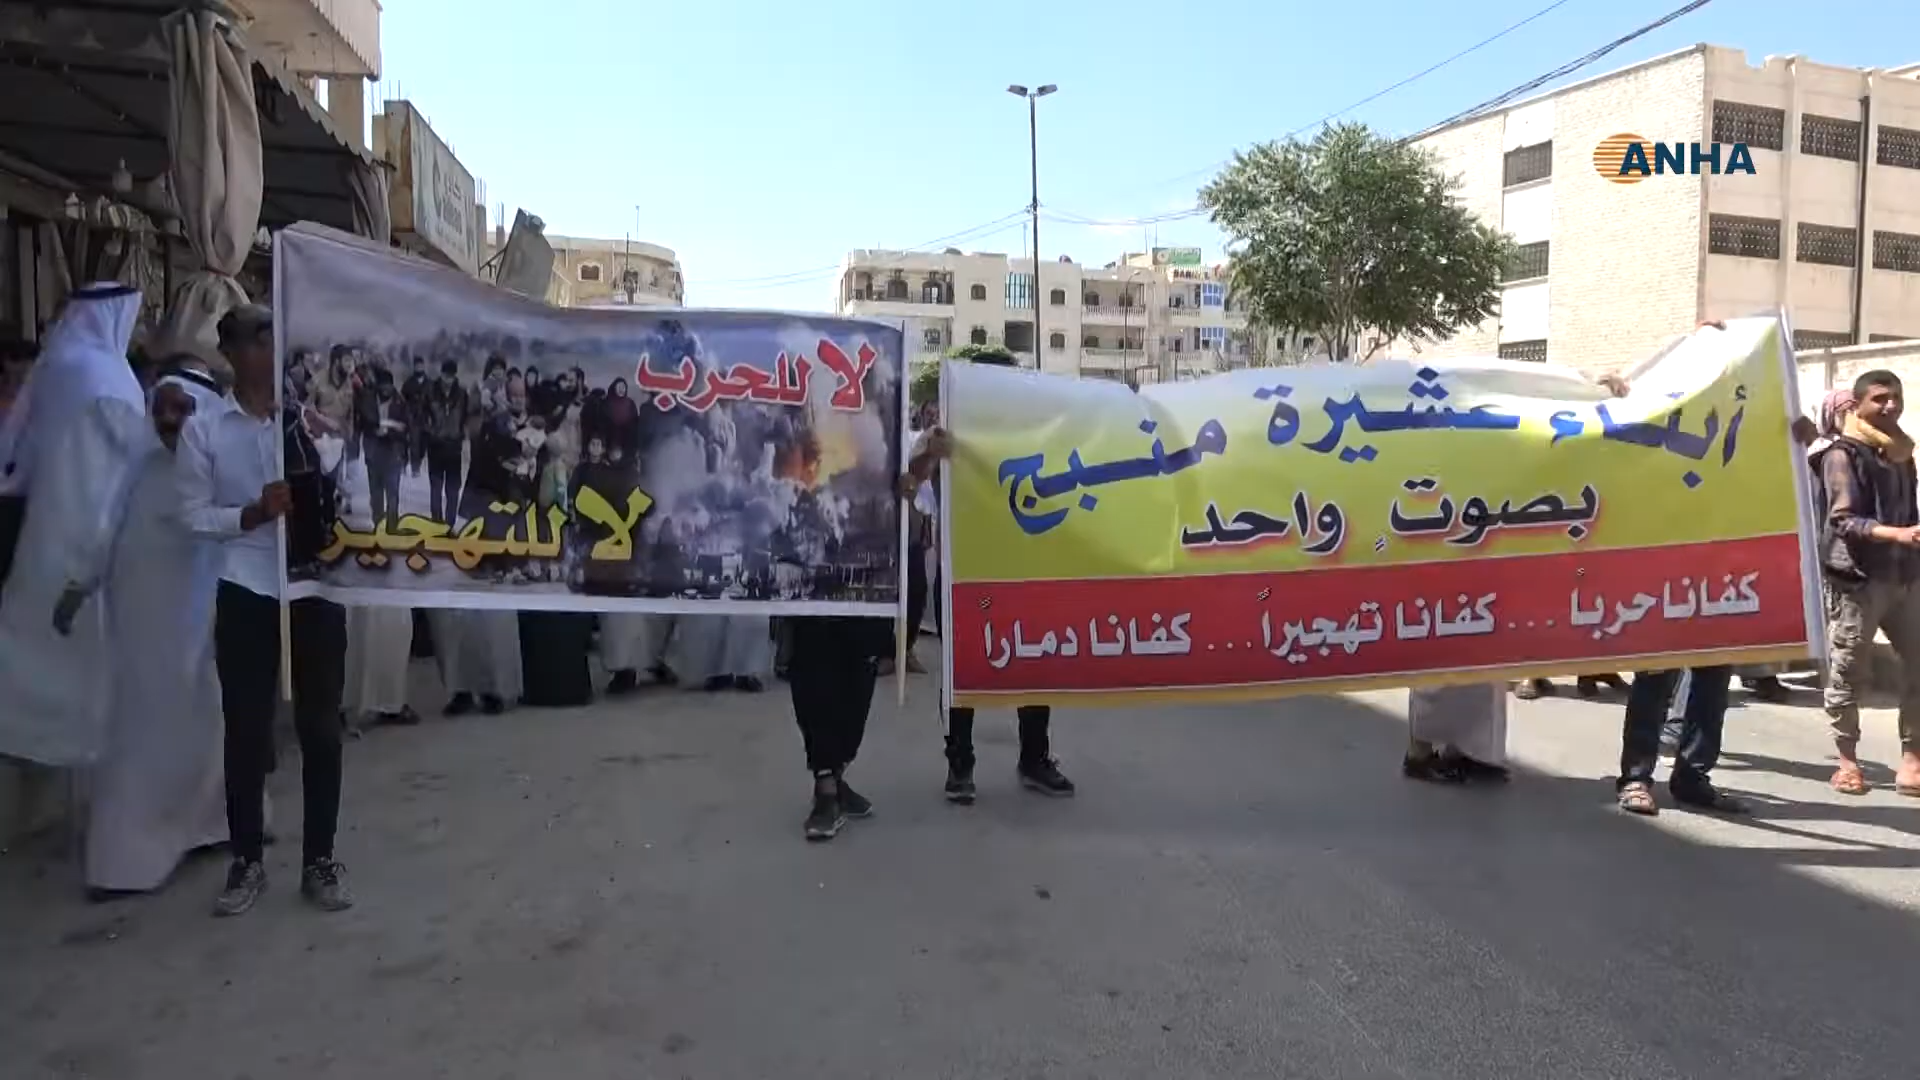 ANHA
لا للحرب
لا للتهجير
أبناء عشيرة منبج
بصوتٍ واحد
كفانا حرباً ... كفانا تهجيراً ... كفانا دماراً